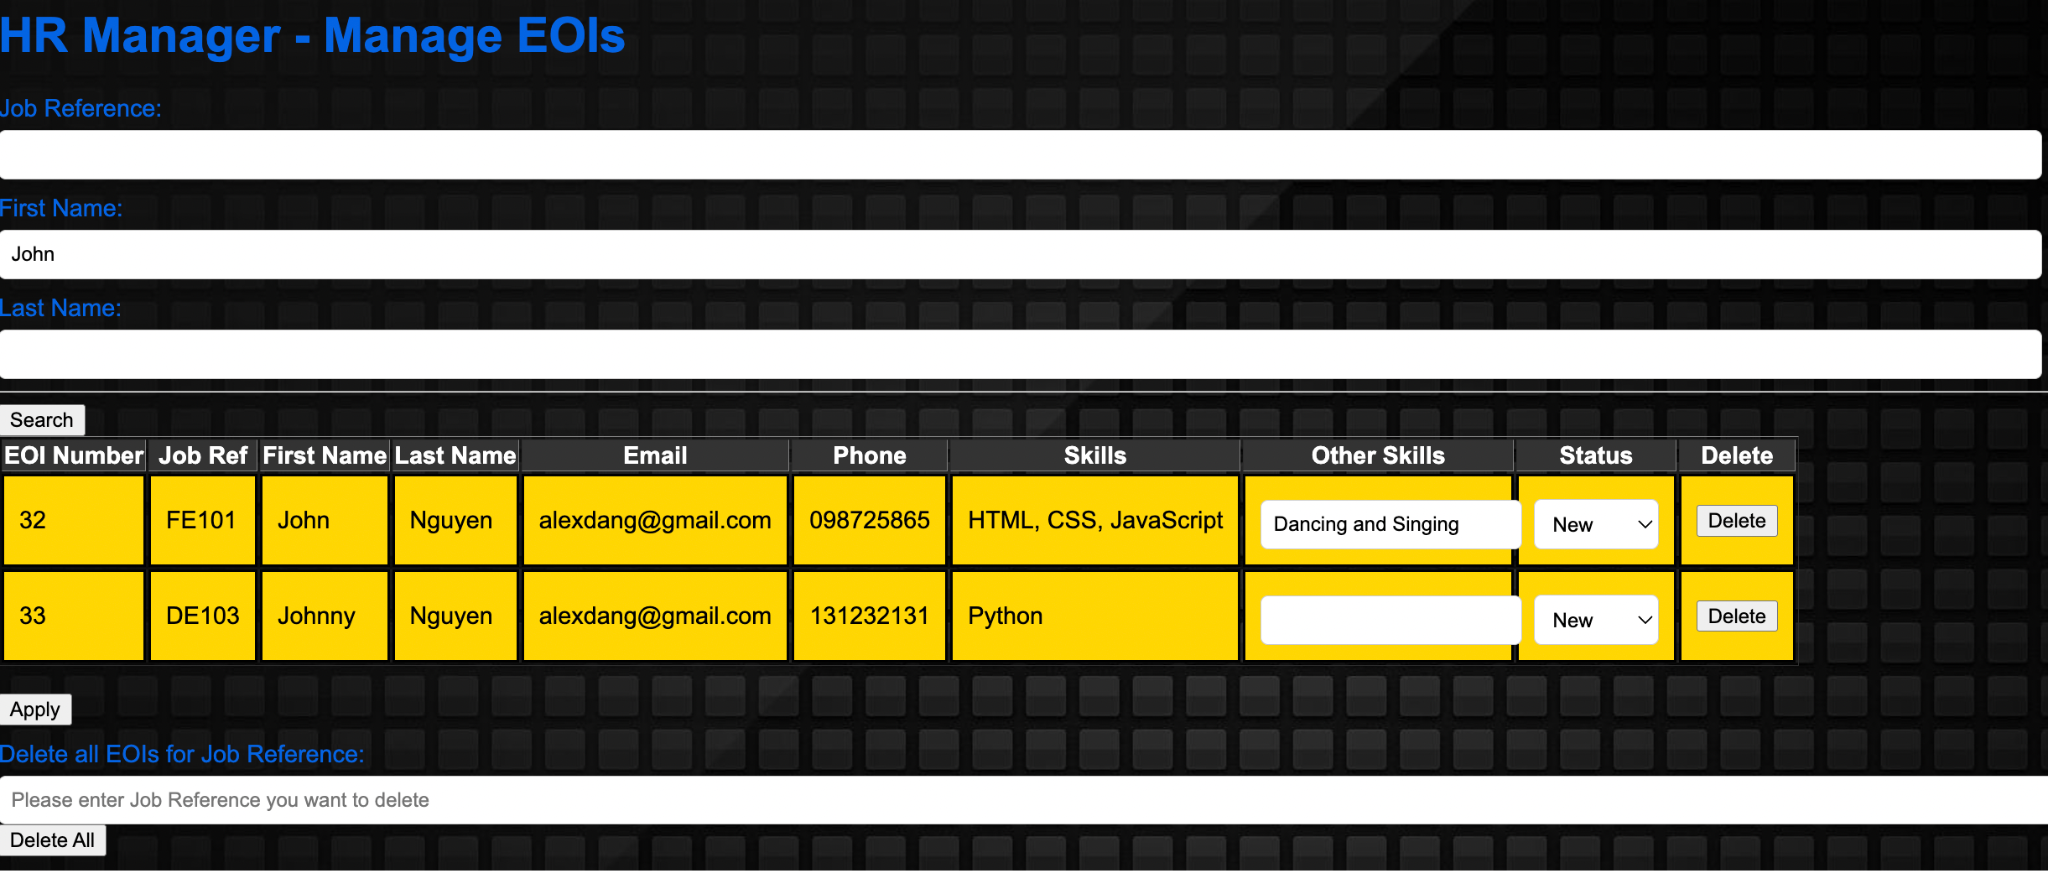 HR Manager - Manage EOIs
Job Reference:
First Name:
John
Last Name:
Search
EOI Number Job Ref First Name Last Name Email Phone Skills Other Skills Status Delete
32 FE101 John Nguyen alexdang@gmail.com 098725865 HTML, CSS, JavaScript Dancing and Singing New Delete
33 DE103 Johnny Nguyen alexdang@gmail.com 131232131 Python New Delete
Apply
Delete all EOIs for Job Reference:
Please enter Job Reference you want to delete
Delete All